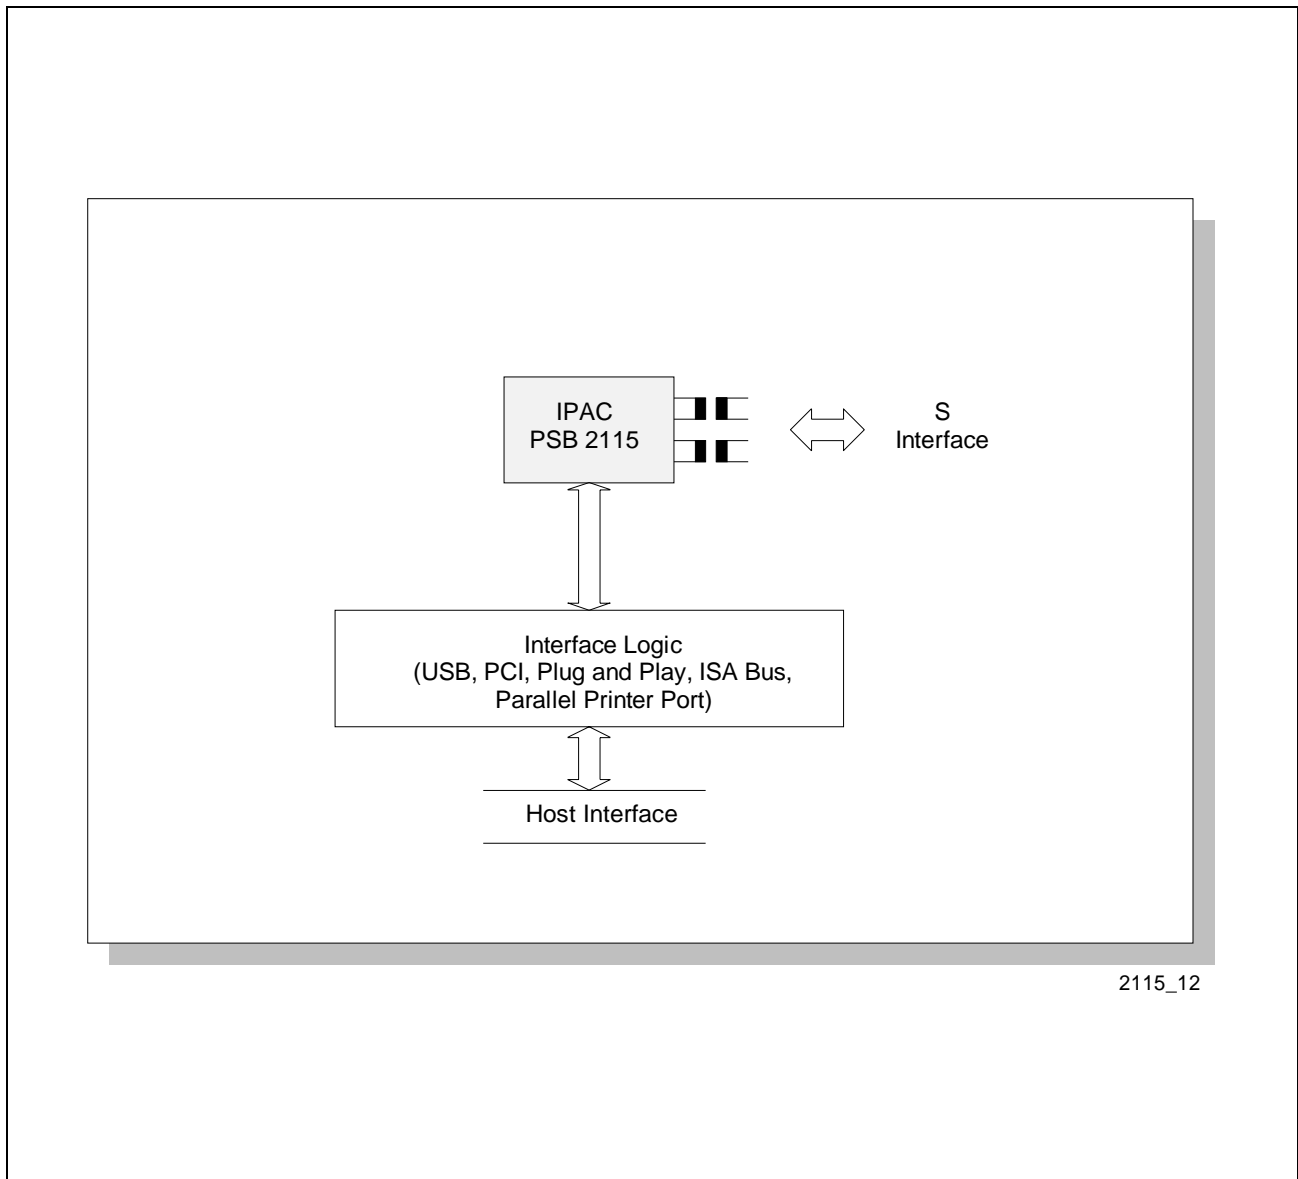 IPAC
PSB 2115
S
Interface
Interface Logic
(USB, PCI, Plug and Play, ISA Bus,
Parallel Printer Port)
Host Interface
2115_12